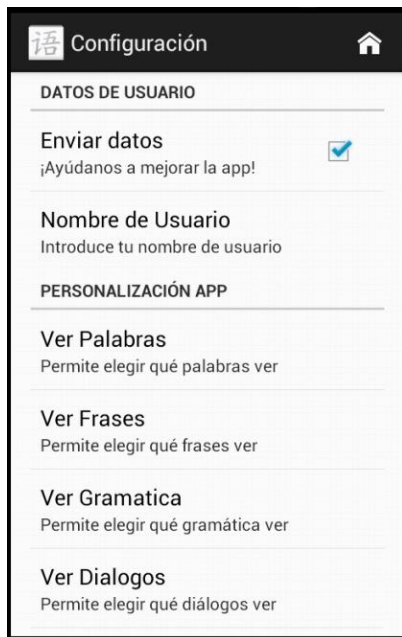 语 Configuración
DATOS DE USUARIO
Enviar datos
¡Ayúdanos a mejorar la app!
Nombre de Usuario
Introduce tu nombre de usuario
PERSONALIZACIÓN APP
Ver Palabras
Permite elegir qué palabras ver
Ver Frases
Permite elegir qué frases ver
Ver Gramatica
Permite elegir qué gramática ver
Ver Dialogos
Permite elegir qué diálogos ver